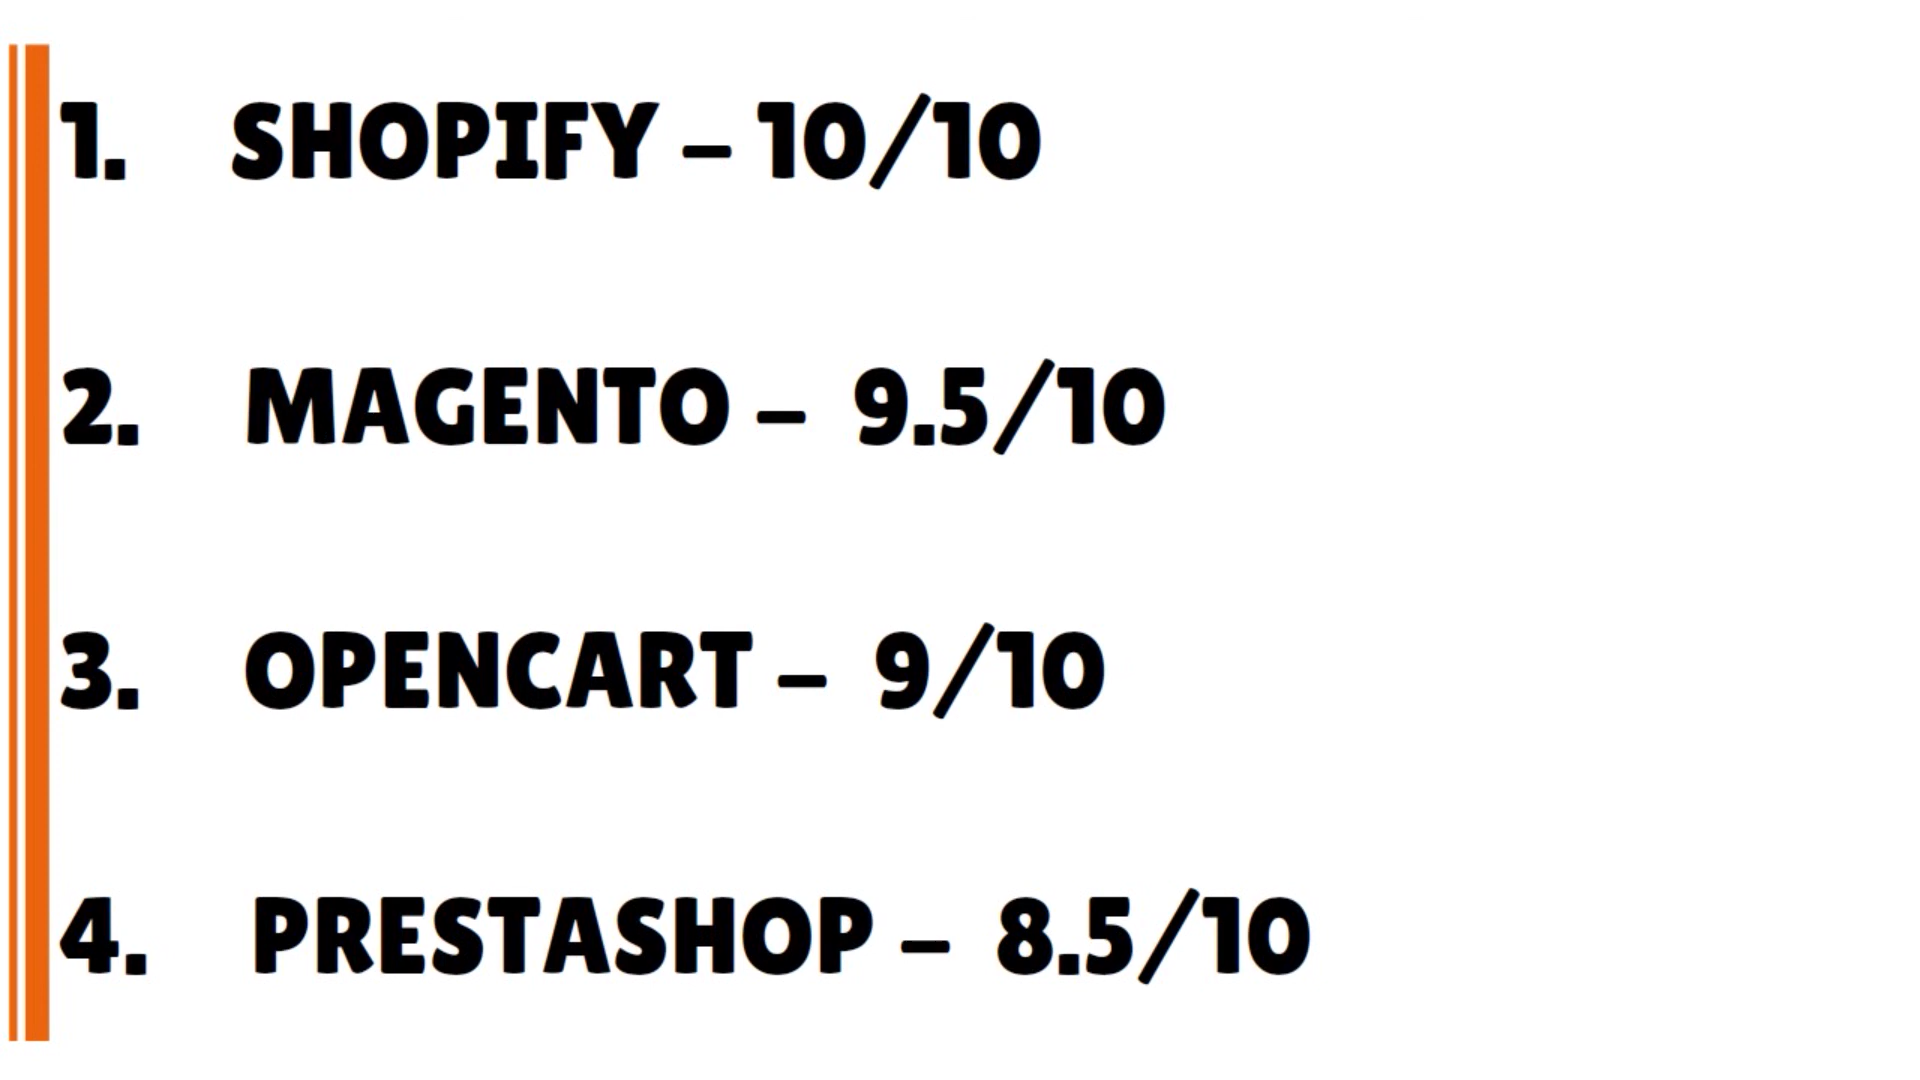 1. SHOPIFY – 10/10
2. MAGENTO – 9.5/10
3. OPENCART – 9/10
4. PRESTASHOP – 8.5/10